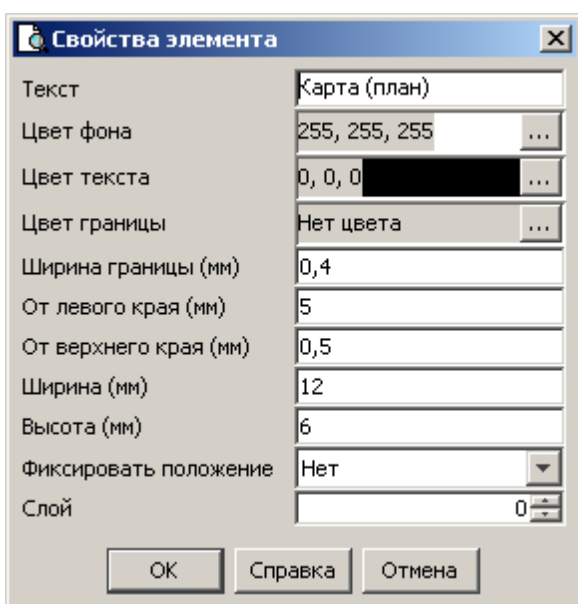 Свойства элемента
Текст Карта (план)
Цвет фона 255, 255, 255 ...
Цвет текста 0, 0, 0 ...
Цвет границы Нет цвета ...
Ширина границы (мм) 0,4
От левого края (мм) 5
От верхнего края (мм) 0,5
Ширина (мм) 12
Высота (мм) 6
Фиксировать положение Нет
Слой 0
ОК Справка Отмена